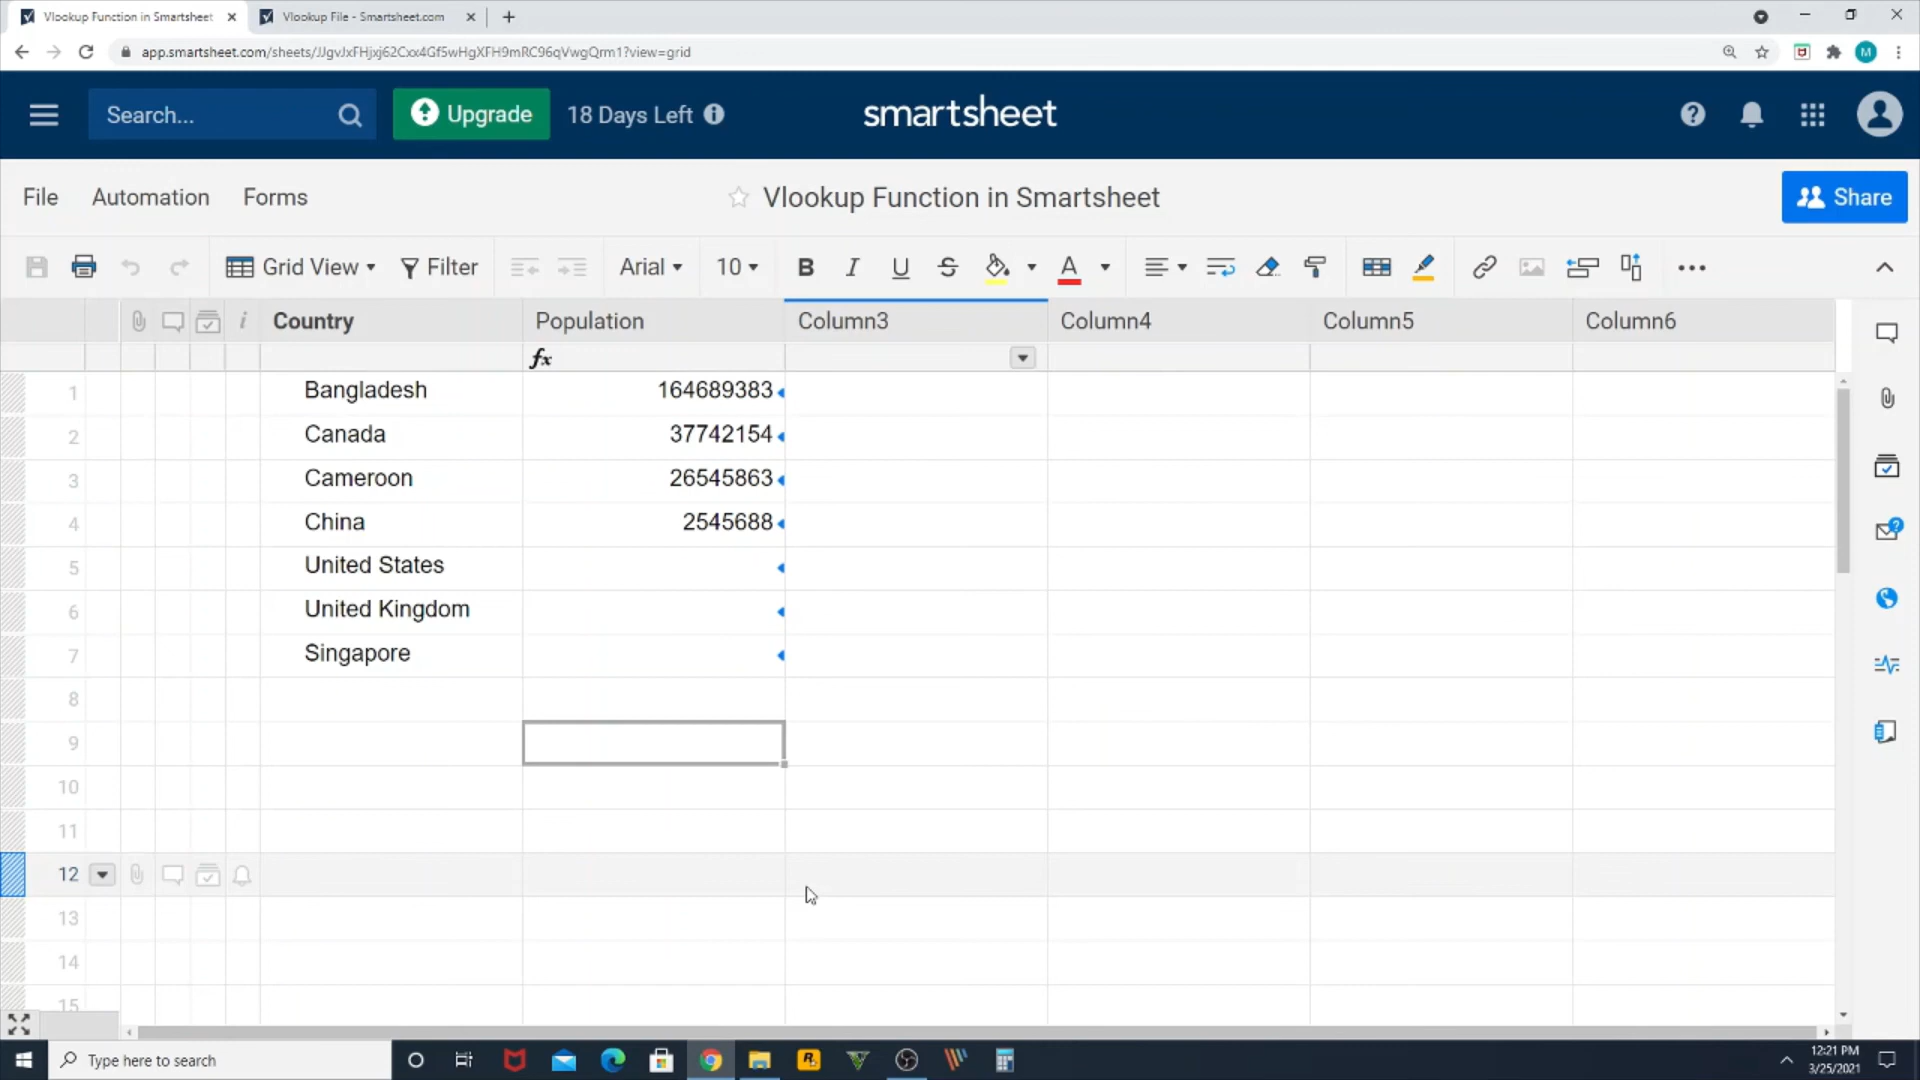 Vlookup Function in Smartsheet
Vlookup File - Smartsheet.com
app.smartsheet.com/sheets/JJgvJxFHjxj62Cxx4Gf5wHgXFH9mRC96qVwgQrm1?view=grid
M
Search...
Upgrade
18 Days Left
smartsheet
File
Automation
Forms
Vlookup Function in Smartsheet
Share
Grid View
Filter
Arial
10
B
I
U
S
A
Country
Population
Column3
Column4
Column5
Column6
fx
1 Bangladesh 164689383
2 Canada 37742154
3 Cameroon 26545863
4 China 2545688
5 United States
6 United Kingdom
7 Singapore
8
9
10
11
12
13
14
15
Type here to search
12:21 PM
3/25/2021